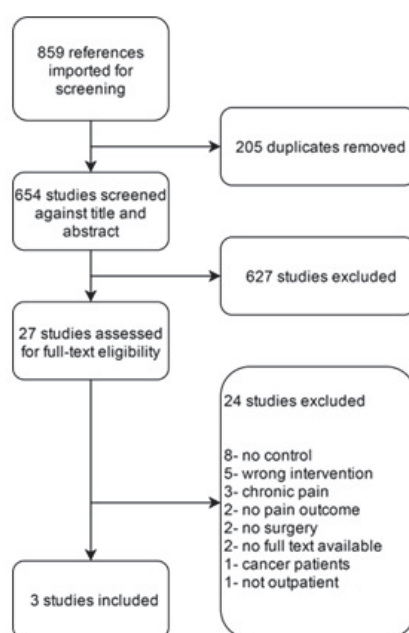 859 references
imported for
screening
205 duplicates removed
654 studies screened
against title and
abstract
627 studies excluded
27 studies assessed
for full-text eligibility
24 studies excluded
8- no control
5- wrong intervention
3- chronic pain
2- no pain outcome
2- no surgery
2- no full text available
1- cancer patients
1- not outpatient
3 studies included